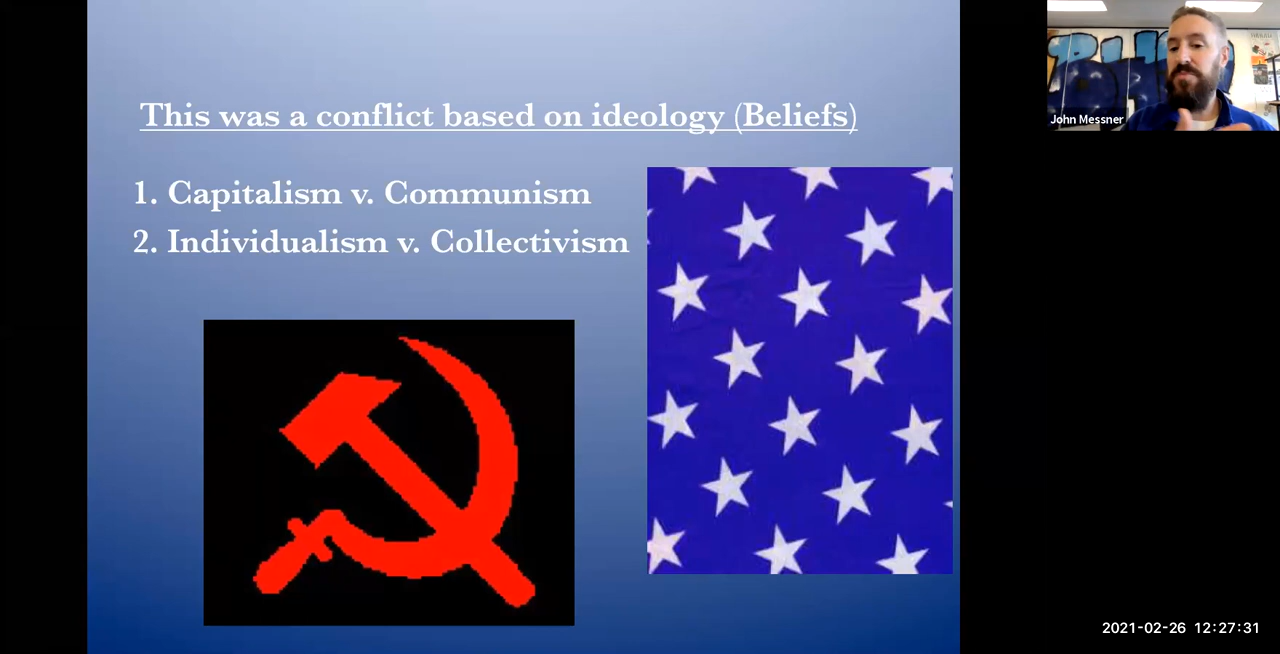 This was a conflict based on ideology (Beliefs)
1. Capitalism v. Communism
2. Individualism v. Collectivism
John Messner
2021-02-26 12:27:31